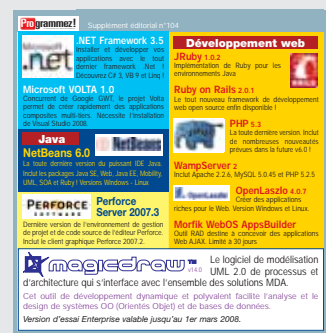 Programmez!
Supplément éditorial n°104
.NET Framework 3.5
Installer et développer vos
applications avec le tout
dernier framework .Net !
Découvrez C# 3, VB 9 et Linq !
Microsoft .net
Microsoft VOLTA 1.0
Concurrent de Google GWT, le projet Volta
permet de créer rapidement des applications
composites multi-tiers. Nécessite l'installation
de Visual Studio 2008.
Java
NetBeans 6.0
NetBeans
La toute dernière version du puissant IDE Java.
Inclut les packages Java SE, Web, Java EE, Mobility,
UML, SOA et Ruby ! Versions Windows - Linux
PERFORCE
SOFTWARE
Perforce
Server 2007.3
Dernière version de l'environnement de gestion
de projet et de code source de l'éditeur Perforce.
Inclut le client graphique Perforce 2007.2.
Développement web
JRuby 1.0.2
Implémentation de Ruby pour les
environnements Java
Ruby on Rails 2.0.1
Le tout nouveau framework de développement
web open source enfin disponible !
PHP 5.3
La toute dernière version. Inclut
de nombreuses nouveautés
prévues dans la future v6.0 !
WampServer 2
Inclut Apache 2.2.6, MySQL 5.0.45 et PHP 5.2.5
OpenLaszlo
OpenLaszlo 4.0.7
Créer des applications
riches pour le Web. Version Windows et Linux.
Morfik WebOS AppsBuilder
Outil RAD destiné à concevoir des applications
Web AJAX. Limité à 30 jours
magicdraw™ v14.0
Le logiciel de modélisation
UML 2.0 de processus et
d'architecture qui s'interface avec l'ensemble des solutions MDA.
Cet outil de développement dynamique et polyvalent facilite l'analyse et le
design de systèmes OO (Orientés Objet) et de bases de données.
Version d'essai Enterprise valable jusqu'au 1er mars 2008.